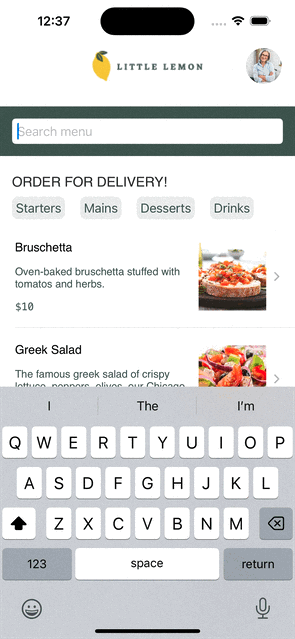 12:37
LITTLE LEMON
Search menu
ORDER FOR DELIVERY!
Starters Mains Desserts Drinks
Bruschetta
Oven-baked bruschetta stuffed with
tomatoes and herbs.
$10
Greek Salad
The famous greek salad of crispy
lettuce, peppers, olives, our Chicago
I The I'm
Q W E R T Y U I O P
A S D F G H J K L
Z X C V B N M
123 space return